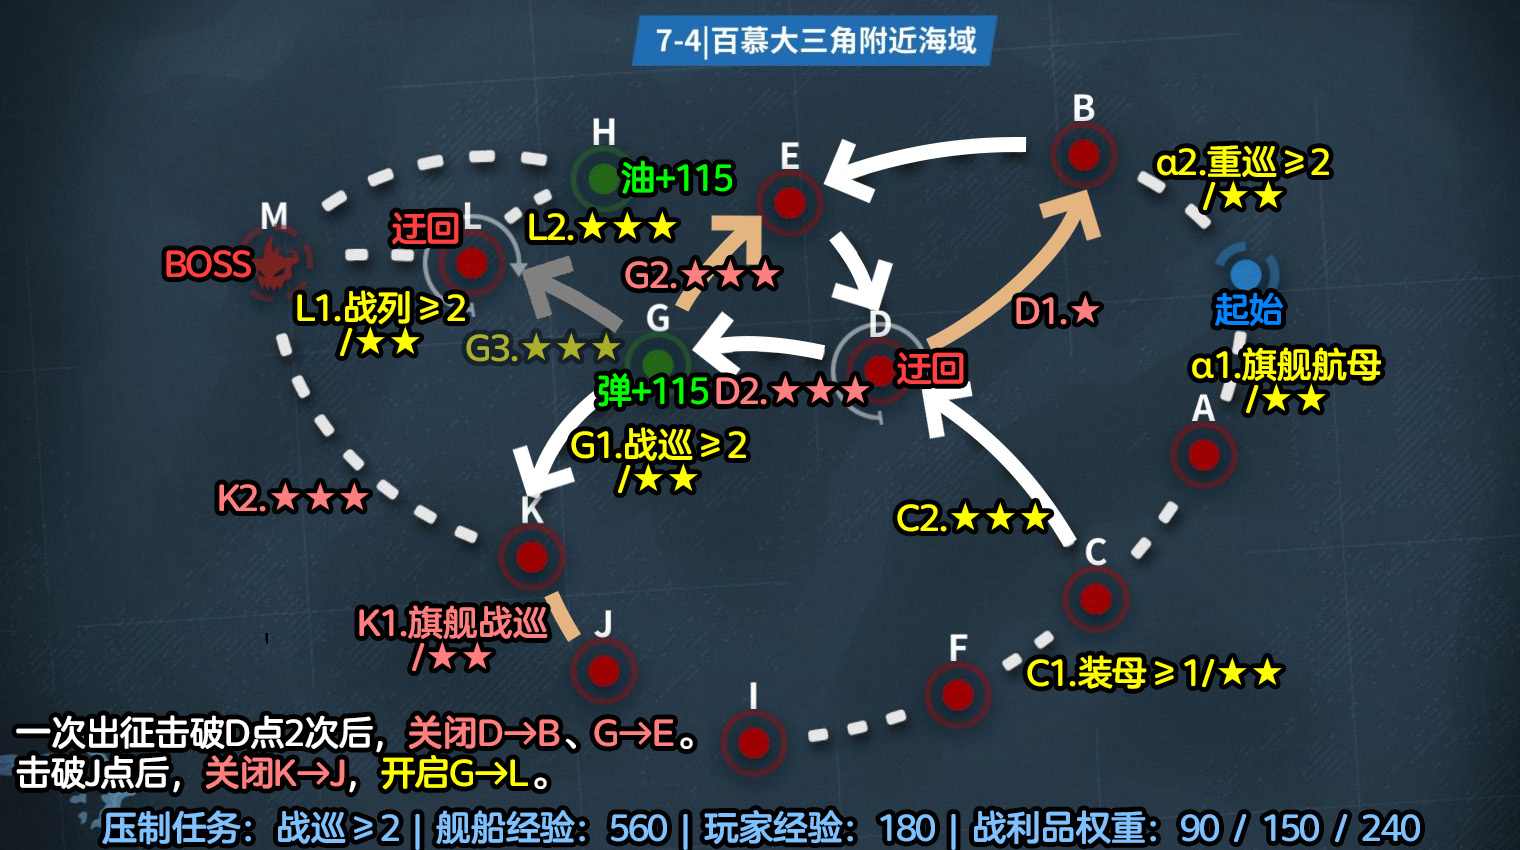 7-4|百慕大三角附近海域
B
H
E
α2.重巡≥2
/★★
油+115
M
迂回
L
L2.★★★
BOSS
G2.★★★
起始
L1.战列≥2
/★★
D1.★
G
D
G3.★★★
α1.旗舰航母
/★★
迂回
弹+115
D2.★★★
A
G1.战巡≥2
/★★
K2.★★★
K
C2.★★★
C
K1.旗舰战巡
/★★
J
F
C1.装母≥1/★★
I
一次出征击破D点2次后，关闭D→B、G→E。
击破J点后，关闭K→J，开启G→L。
压制任务：战巡≥2 | 舰船经验：560 | 玩家经验：180 | 战利品权重：90 / 150 / 240